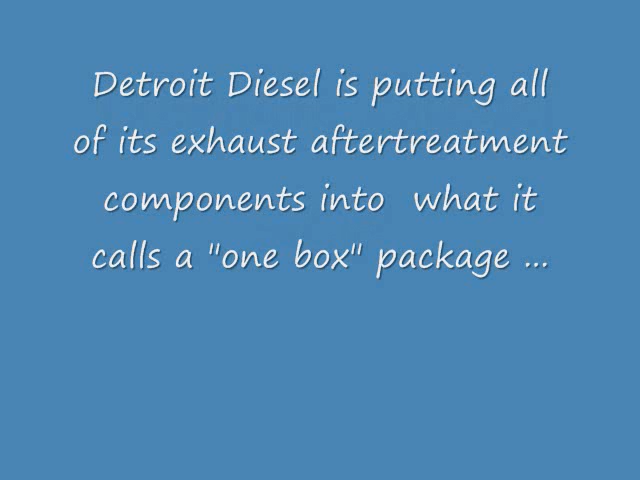 Detroit Diesel is putting all
of its exhaust aftertreatment
components into  what it
calls a "one box" package ...